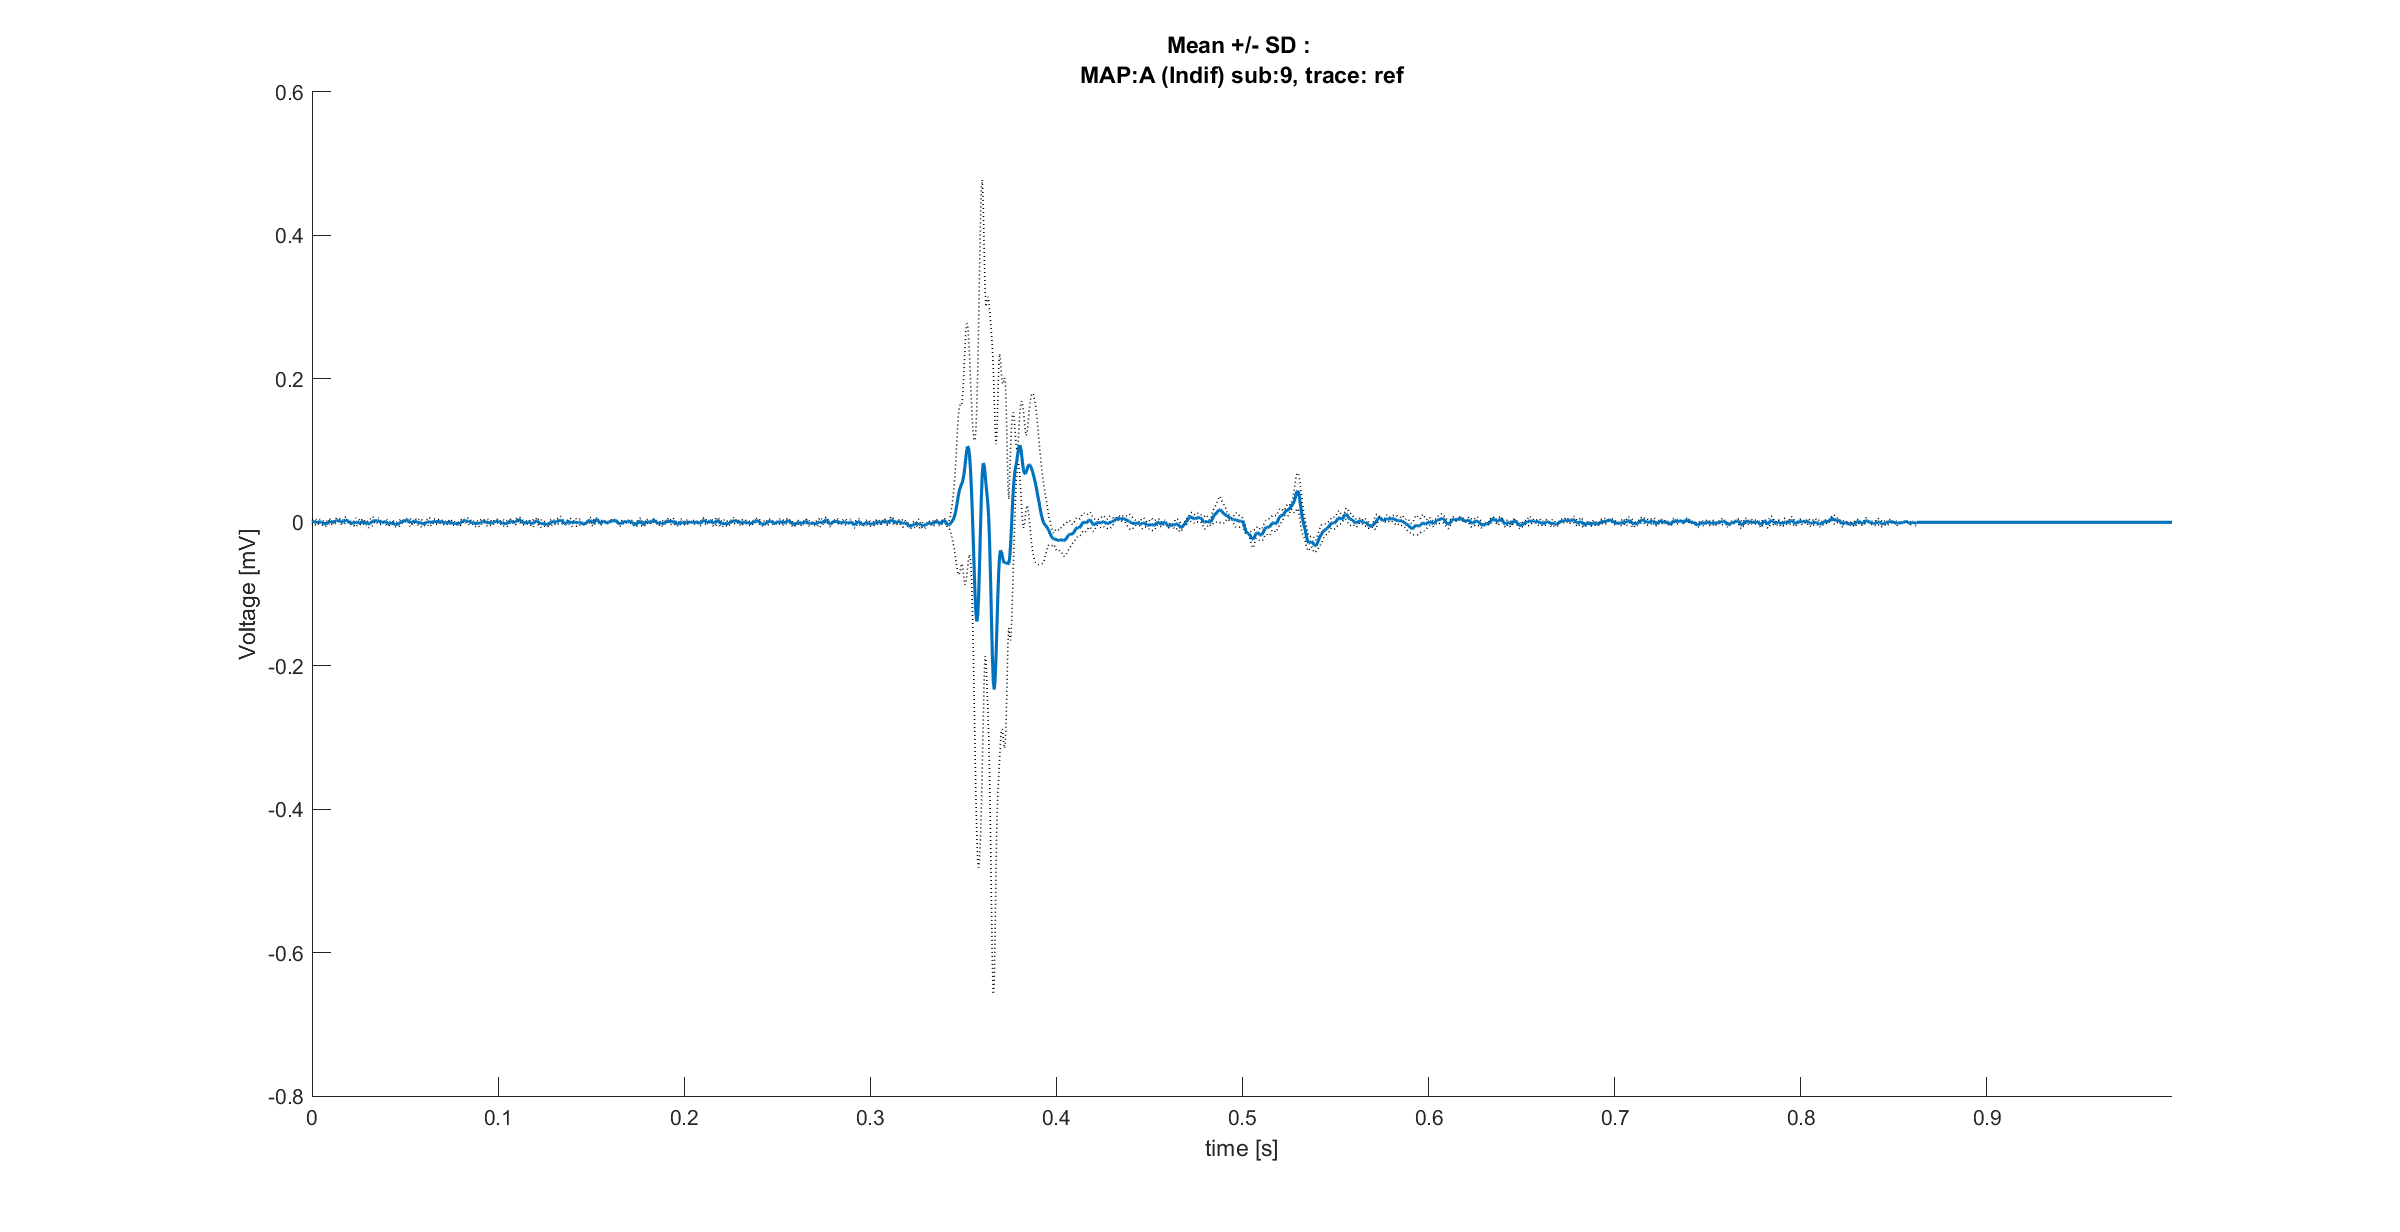 Mean +/- SD :
MAP:A (Indif) sub:9, trace: ref
0.6
0.4
0.2
0
-0.2
-0.4
-0.6
-0.8
Voltage [mV]
0 0.1 0.2 0.3 0.4 0.5 0.6 0.7 0.8 0.9
time [s]